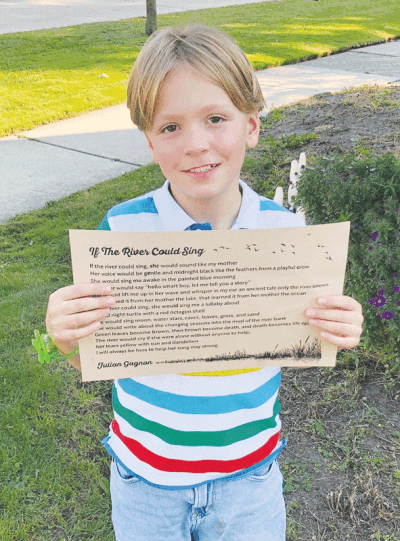 If The River Could Sing
If the river could sing, she would sound like my mother
Her voice would be gentle and midnight black like the feathers from a playful crow
She would sing me awake in the painted blue morning
would say "hello smart boy, let me tell you a story"
would lift me up in her wave and whisper in my ear an ancient tale only the river knows
it from her mother the lake, that learned it from her mother the ocean
river could sing, she would sing me a lullaby about
night turtle with a red octagon shell
would sing moon, water stars, caves, leaves, grass, and sand
would write about the changing seasons into the mud of the river bank
Green leaves become brown, then brown become death, and death becomes life
The river would cry if she were alone without anyone to help,
her tears yellow with sun and dandelion
I will always be here to help her song stay strong
Julian Gagnon